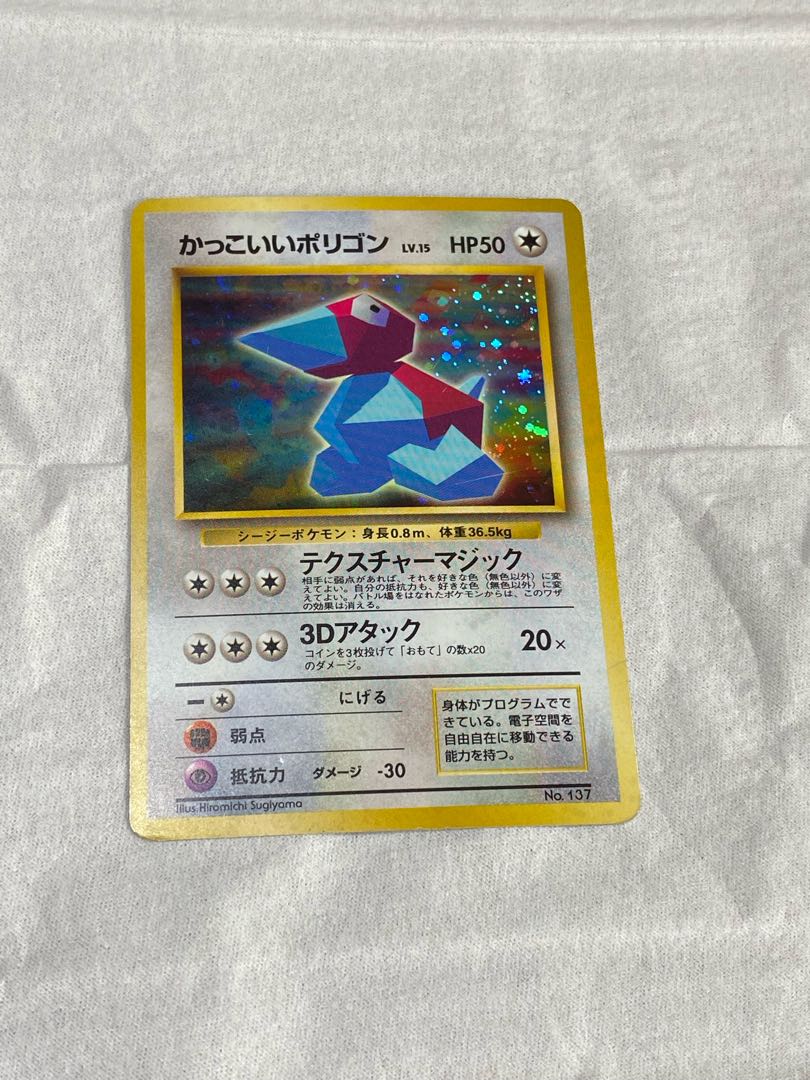 かっこいいポリゴン LV.15 HP50
シージーポケモン：身長0.8m、体重36.5kg
テクスチャーマジック
相手に弱点があれば、それを好きな色（無色以外）に変
えてよい。自分の抵抗力も、好きな色（無色以外）に変
えてよい。バトル場をはなれたポケモンからは、このワザ
の効果は消える。
3Dアタック 20×
コインを3枚投げて「おもて」の数×20
のダメージ。
にげる
弱点
抵抗力 ダメージ -30
身体がプログラムでで
きている。電子空間を
自由自在に移動できる
能力を持つ。
Illus.Hiromichi Sugiyama
No.137